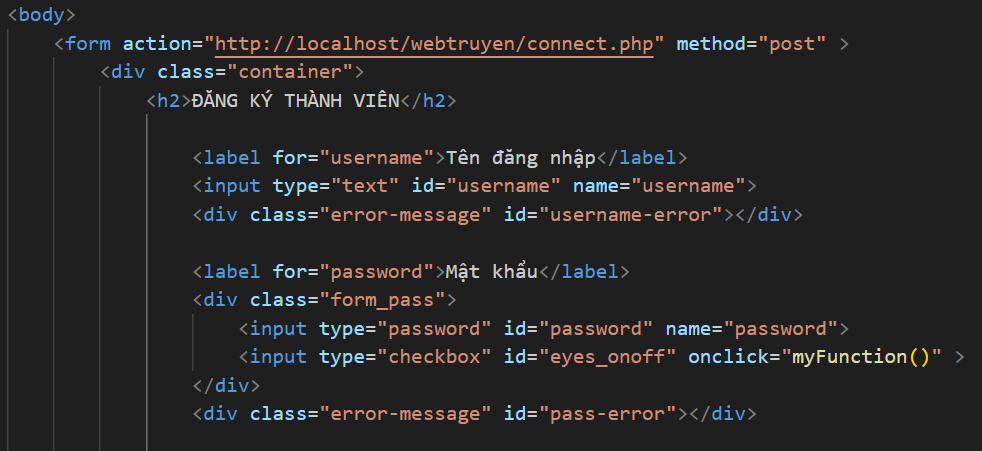 <body>
<form action="http://localhost/webtruyen/connect.php" method="post" >
<div class="container">
<h2>ĐĂNG KÝ THÀNH VIÊN</h2>
<label for="username">Tên đăng nhập</label>
<input type="text" id="username" name="username">
<div class="error-message" id="username-error"></div>
<label for="password">Mật khẩu</label>
<div class="form_pass">
<input type="password" id="password" name="password">
<input type="checkbox" id="eyes_onoff" onclick="myFunction()" >
</div>
<div class="error-message" id="pass-error"></div>